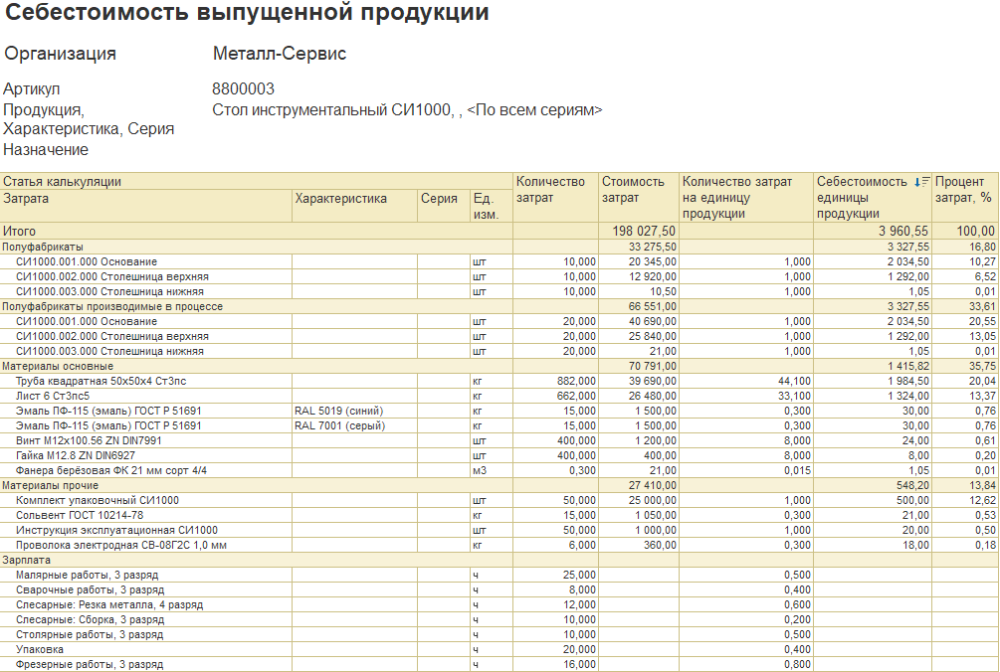 Себестоимость выпущенной продукции
Организация Металл-Сервис
Артикул 8800003
Продукция, Стол инструментальный СИ1000, , <По всем сериям>
Характеристика, Серия
Назначение
Статья калькуляции Количество затрат Стоимость затрат Количество затрат на единицу продукции Себестоимость единицы продукции Процент затрат, %
Затрата Характеристика Серия Ед. изм.
Итого 198 027,50 3 960,55 100,00
Полуфабрикаты 33 275,50 3 327,55 16,80
СИ1000.001.000 Основание шт 10,000 20 345,00 1,000 2 034,50 10,27
СИ1000.002.000 Столешница верхняя шт 10,000 12 920,00 1,000 1 292,00 6,52
СИ1000.003.000 Столешница нижняя шт 10,000 10,50 1,000 1,05 0,01
Полуфабрикаты производимые в процессе 66 551,00 3 327,55 33,61
СИ1000.001.000 Основание шт 20,000 40 690,00 1,000 2 034,50 20,55
СИ1000.002.000 Столешница верхняя шт 20,000 25 840,00 1,000 1 292,00 13,05
СИ1000.003.000 Столешница нижняя шт 20,000 21,00 1,000 1,05 0,01
Материалы основные 70 791,00 1 415,82 35,75
Труба квадратная 50х50х4 Ст3пс кг 882,000 39 690,00 44,100 1 984,50 20,04
Лист 6 Ст3пс5 кг 662,000 26 480,00 33,100 1 324,00 13,37
Эмаль ПФ-115 (эмаль) ГОСТ Р 51691 RAL 5019 (синий) кг 15,000 1 500,00 0,300 30,00 0,76
Эмаль ПФ-115 (эмаль) ГОСТ Р 51691 RAL 7001 (серый) кг 15,000 1 500,00 0,300 30,00 0,76
Винт М12х100.56 ZN DIN7991 шт 400,000 1 200,00 8,000 24,00 0,61
Гайка М12.8 ZN DIN6927 шт 400,000 400,00 8,000 8,00 0,20
Фанера берёзовая ФК 21 мм сорт 4/4 м3 0,300 21,00 0,015 1,05 0,01
Материалы прочие 27 410,00 548,20 13,84
Комплект упаковочный СИ1000 шт 50,000 25 000,00 1,000 500,00 12,62
Сольвент ГОСТ 10214-78 кг 15,000 1 050,00 0,300 21,00 0,53
Инструкция эксплуатационная СИ1000 шт 50,000 1 000,00 1,000 20,00 0,50
Проволока электродная СВ-08Г2С 1,0 мм кг 6,000 360,00 0,300 18,00 0,18
Зарплата
Малярные работы, 3 разряд ч 25,000 0,500
Сварочные работы, 3 разряд ч 8,000 0,400
Слесарные: Резка металла, 4 разряд ч 12,000 0,600
Слесарные: Сборка, 3 разряд ч 10,000 0,200
Столярные работы, 3 разряд ч 10,000 0,500
Упаковка ч 20,000 0,400
Фрезерные работы, 3 разряд ч 16,000 0,800